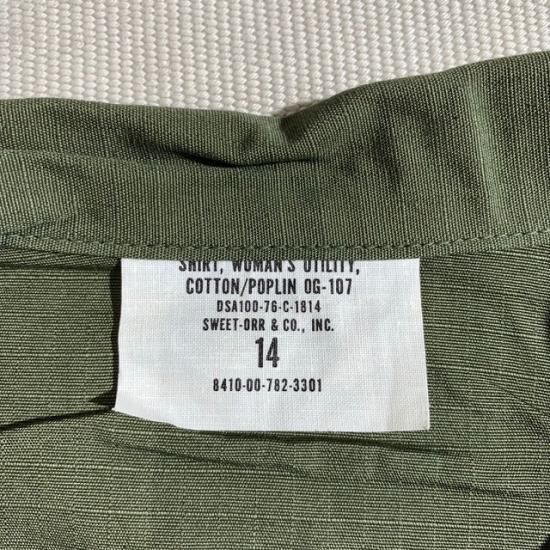 SHIRT, WOMAN'S UTILITY,
COTTON/POPLIN OG-107
DSA100-76-C-1814
SWEET-ORR & CO., INC.
14
8410-00-782-3301